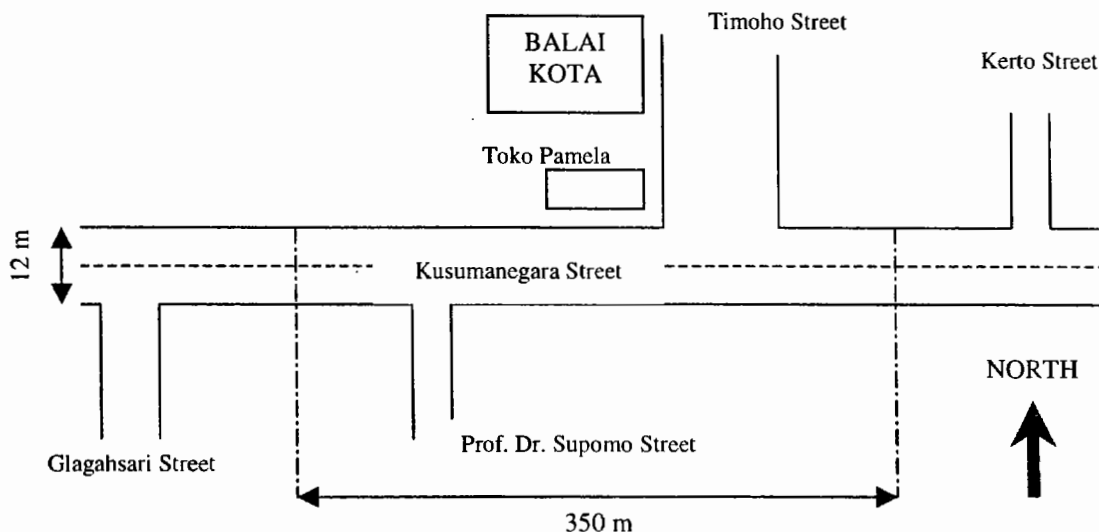 Timoho Street
BALAI
KOTA
Kerto Street
Toko Pamela
12 m
Kusumanegara Street
NORTH
Prof. Dr. Supomo Street
Glagahsari Street
350 m